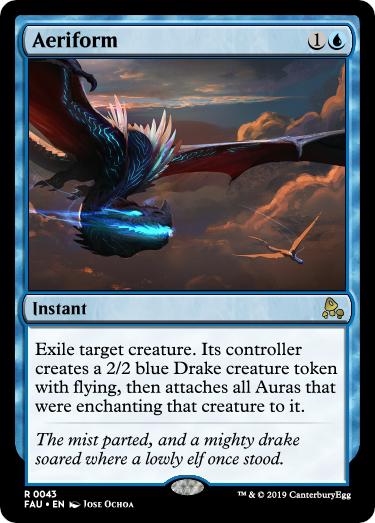 Aeriform 1
Instant
Exile target creature. Its controller
creates a 2/2 blue Drake creature token
with flying, then attaches all Auras that
were enchanting that creature to it.
The mist parted, and a mighty drake
soared where a lowly elf once stood.
R 0043
FAU • EN Jose Ochoa
™ & © 2019 CanterburyEgg